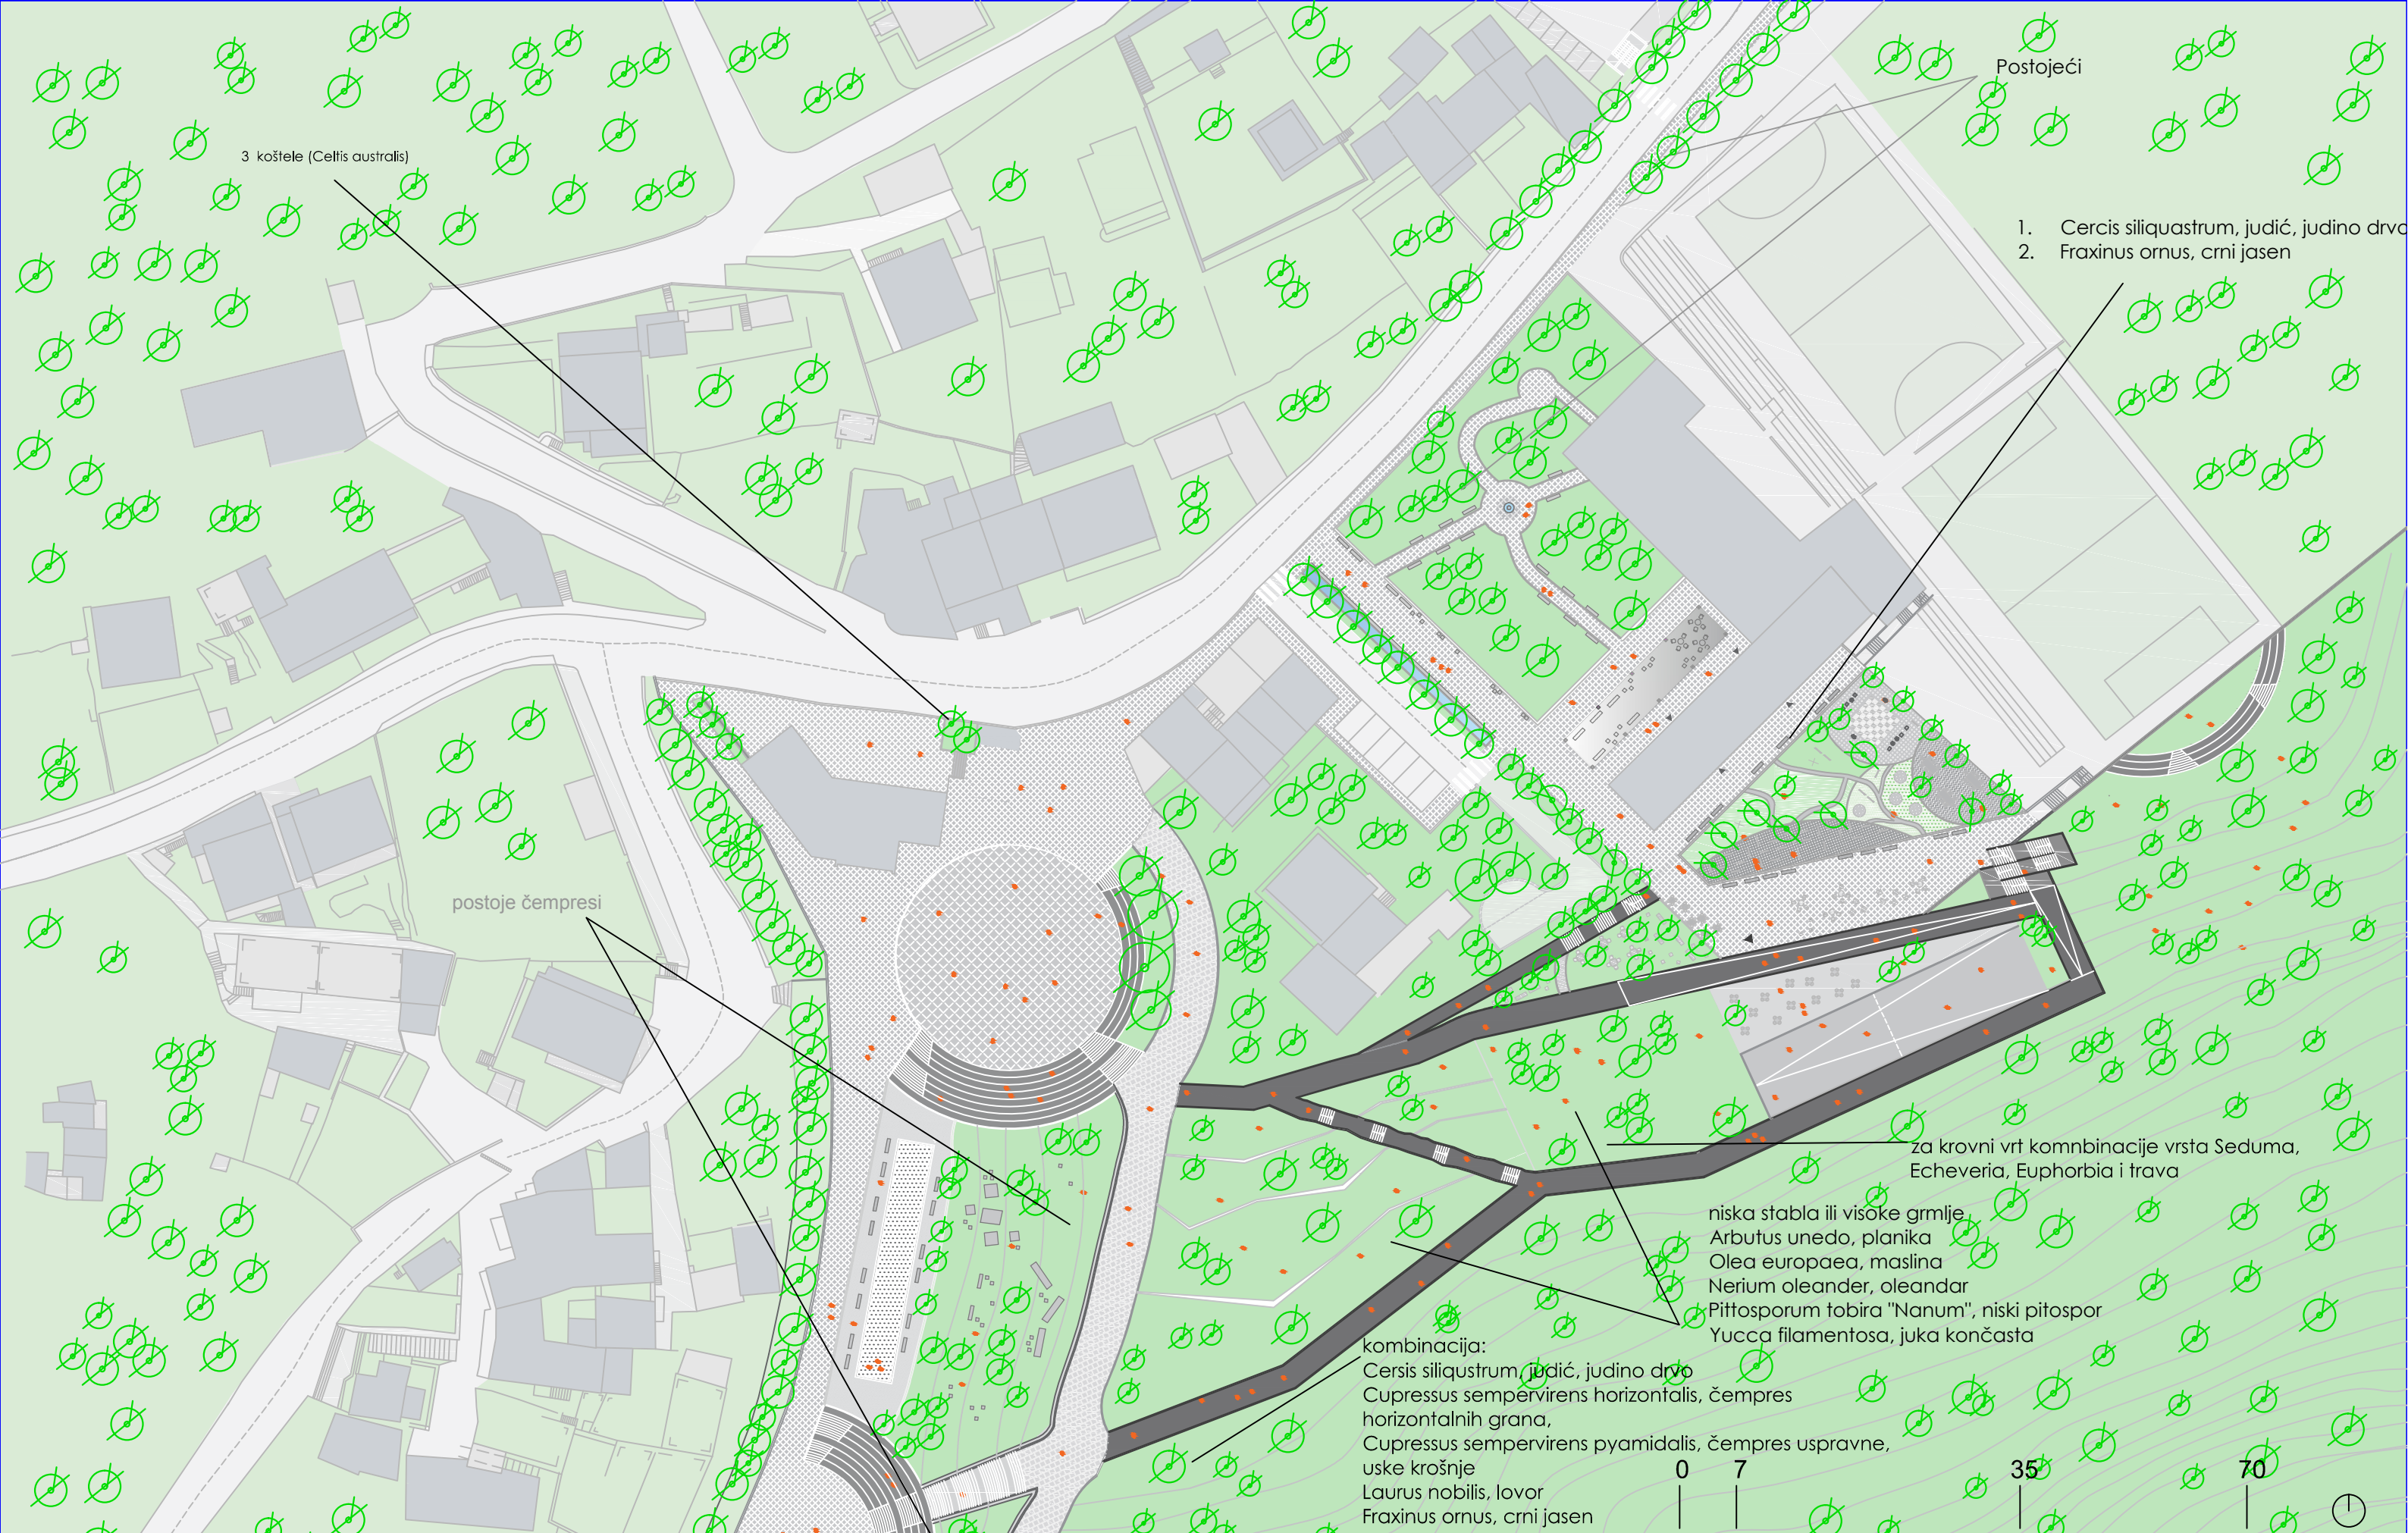 Postojeći
3 koštele (Celtis australis)
1. Cercis siliquastrum, judić, judino drvo
2. Fraxinus ornus, crni jasen
postoje čempresi
za krovni vrt komnbinacije vrsta Seduma,
Echeveria, Euphorbia i trava
niska stabla ili visoke grmlje
Arbutus unedo, planika
Olea europaea, maslina
Nerium oleander, oleandar
Pittosporum tobira "Nanum", niski pitospor
Yucca filamentosa, juka končasta
kombinacija:
Cersis siliqustrum, judić, judino drvo
Cupressus sempervirens horizontalis, čempres
horizontalnih grana,
Cupressus sempervirens pyamidalis, čempres uspravne,
uske krošnje
Laurus nobilis, lovor
Fraxinus ornus, crni jasen
0 7 35 70